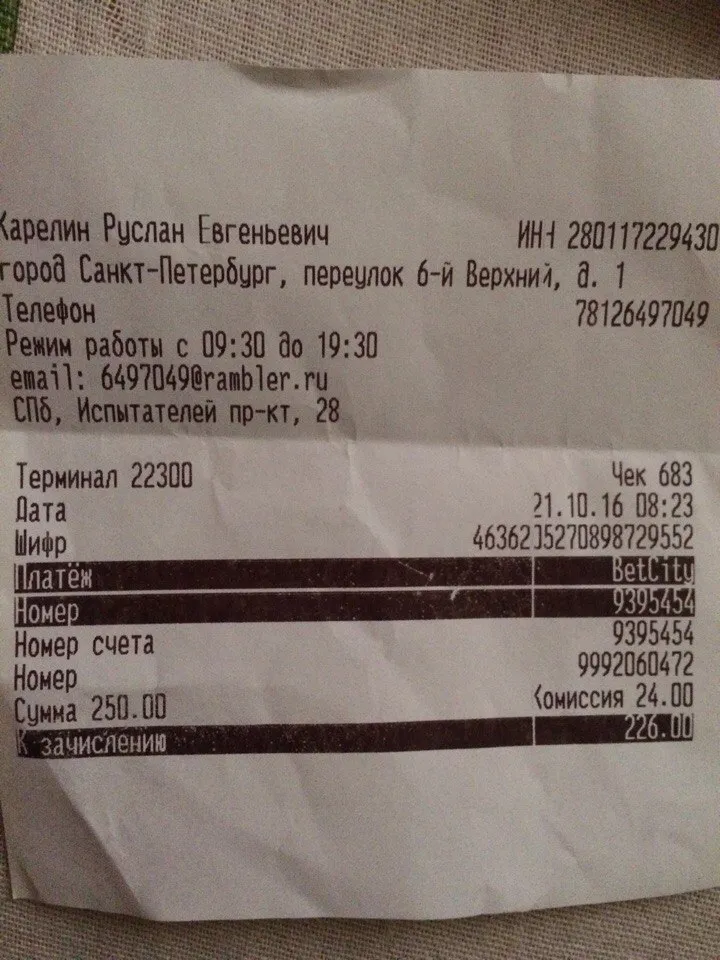 Карелин Руслан Евгеньевич ИНН 280117229430
город Санкт-Петербург, переулок 6-й Верхний, д. 1
Телефон 78126497049
Режим работы с 09:30 до 19:30
email: 6497049@rambler.ru
СПб, Испытателей пр-кт, 28
Терминал 22300 Чек 683
Дата 21.10.16 08:23
Шифр 4636205270898729552
Платёж BetCity
Номер 9395454
Номер счета 9395454
Номер 9992060472
Сумма 250.00 Комиссия 24.00
К зачислению 226.00